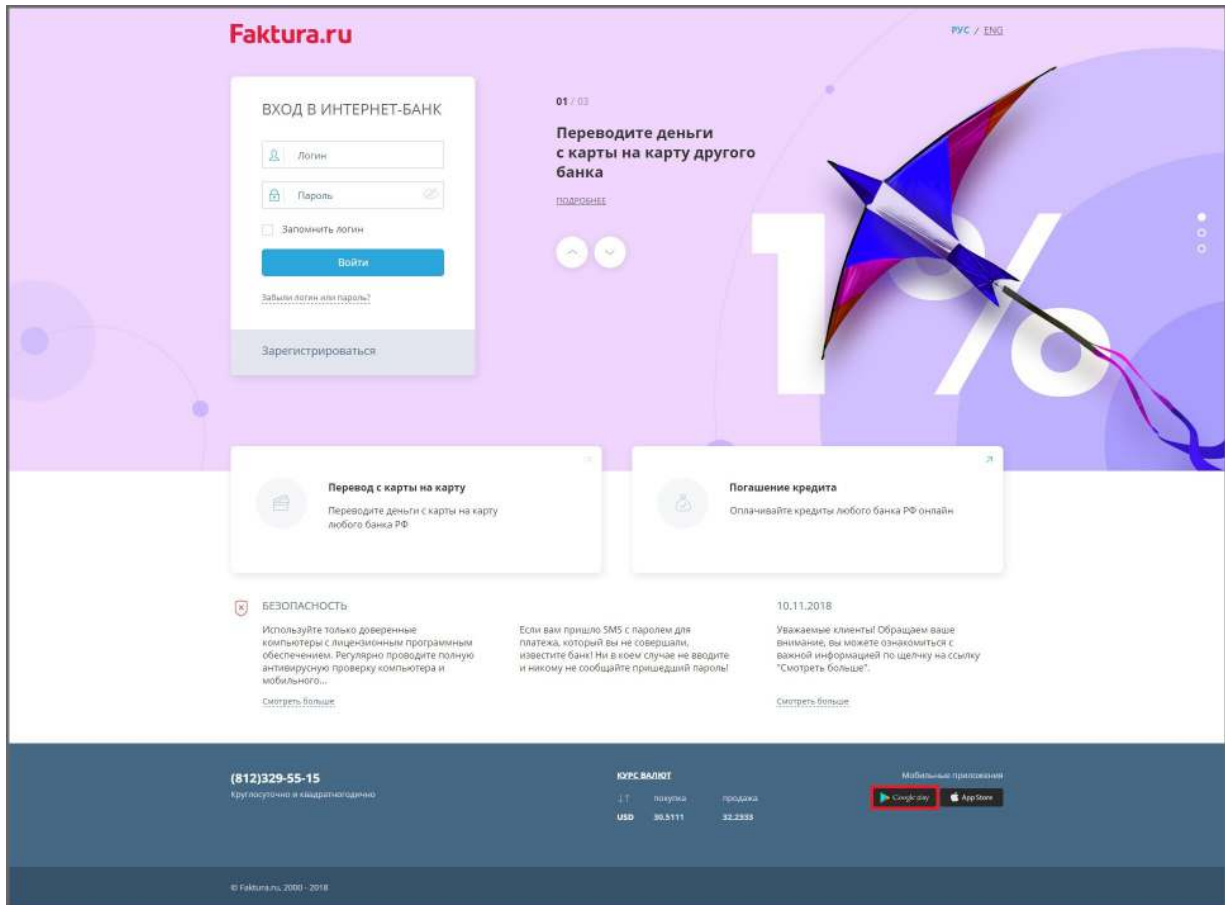 Faktura.ru
РУС / ENG
ВХОД В ИНТЕРНЕТ-БАНК
Логин
Пароль
Запомнить логин
Войти
Забыли логин или пароль?
Зарегистрироваться
01 / 03
Переводите деньги
с карты на карту другого
банка
ПОДРОБНЕЕ
1%
Перевод с карты на карту
Переводите деньги с карты на карту
любого банка РФ
Погашение кредита
Оплачивайте кредиты любого банка РФ онлайн
БЕЗОПАСНОСТЬ
Используйте только доверенные
компьютеры с лицензионным программным
обеспечением. Регулярно проводите полную
антивирусную проверку компьютера и
мобильного...
Смотреть больше
Если вам пришло SMS с паролем для
платежа, который вы не совершали,
известите банк! Ни в коем случае не вводите
и никому не сообщайте пришедший пароль!
10.11.2018
Уважаемые клиенты! Обращаем ваше
внимание, вы можете ознакомиться с
важной информацией по щелчку на ссылку
"Смотреть больше".
Смотреть больше
(812)329-55-15
Круглосуточно и квадратногодично
КУРС ВАЛЮТ
покупка продажа
USD 30.5111 32.2333
Мобильные приложения
Google play
App Store
© Faktura.ru, 2000 - 2018